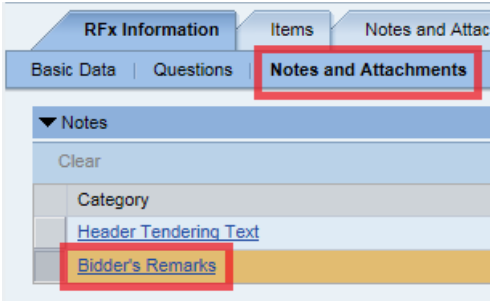 RFx Information Items Notes and Attac
Basic Data | Questions | Notes and Attachments
Notes
Clear
Category
Header Tendering Text
Bidder's Remarks